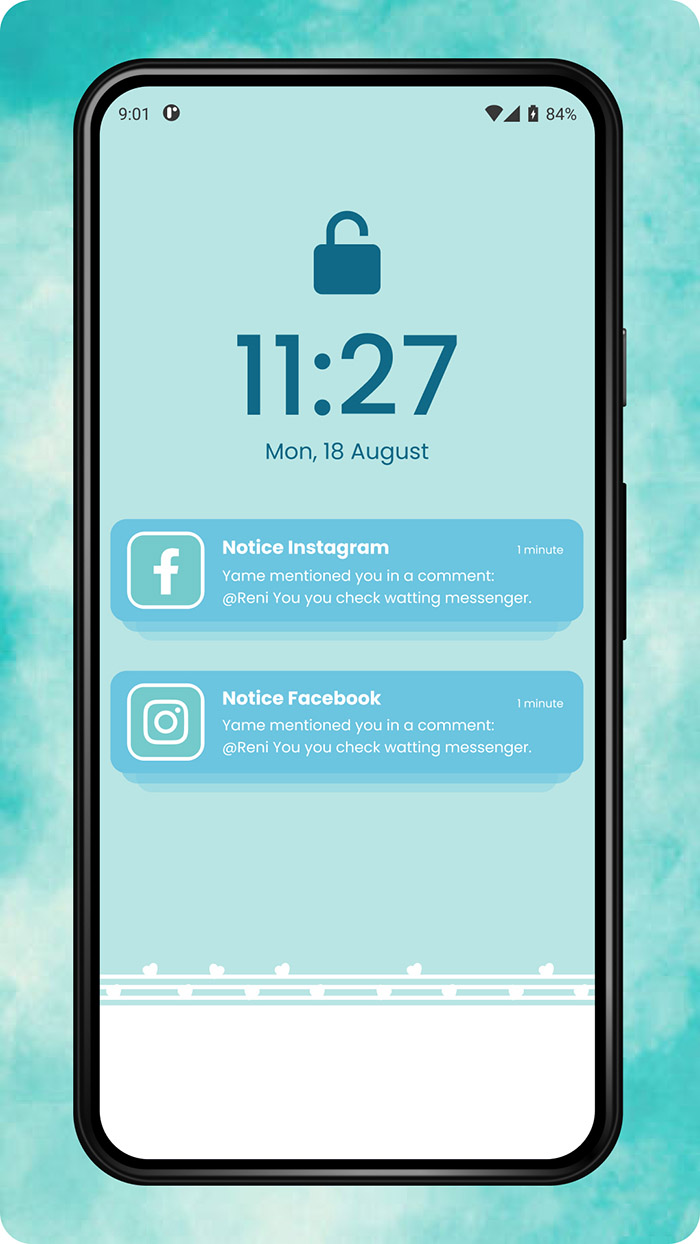 9:01 84%
11:27
Mon, 18 August
Notice Instagram 1 minute
Yame mentioned you in a comment:
@Reni You you check watting messenger.
Notice Facebook 1 minute
Yame mentioned you in a comment:
@Reni You you check watting messenger.